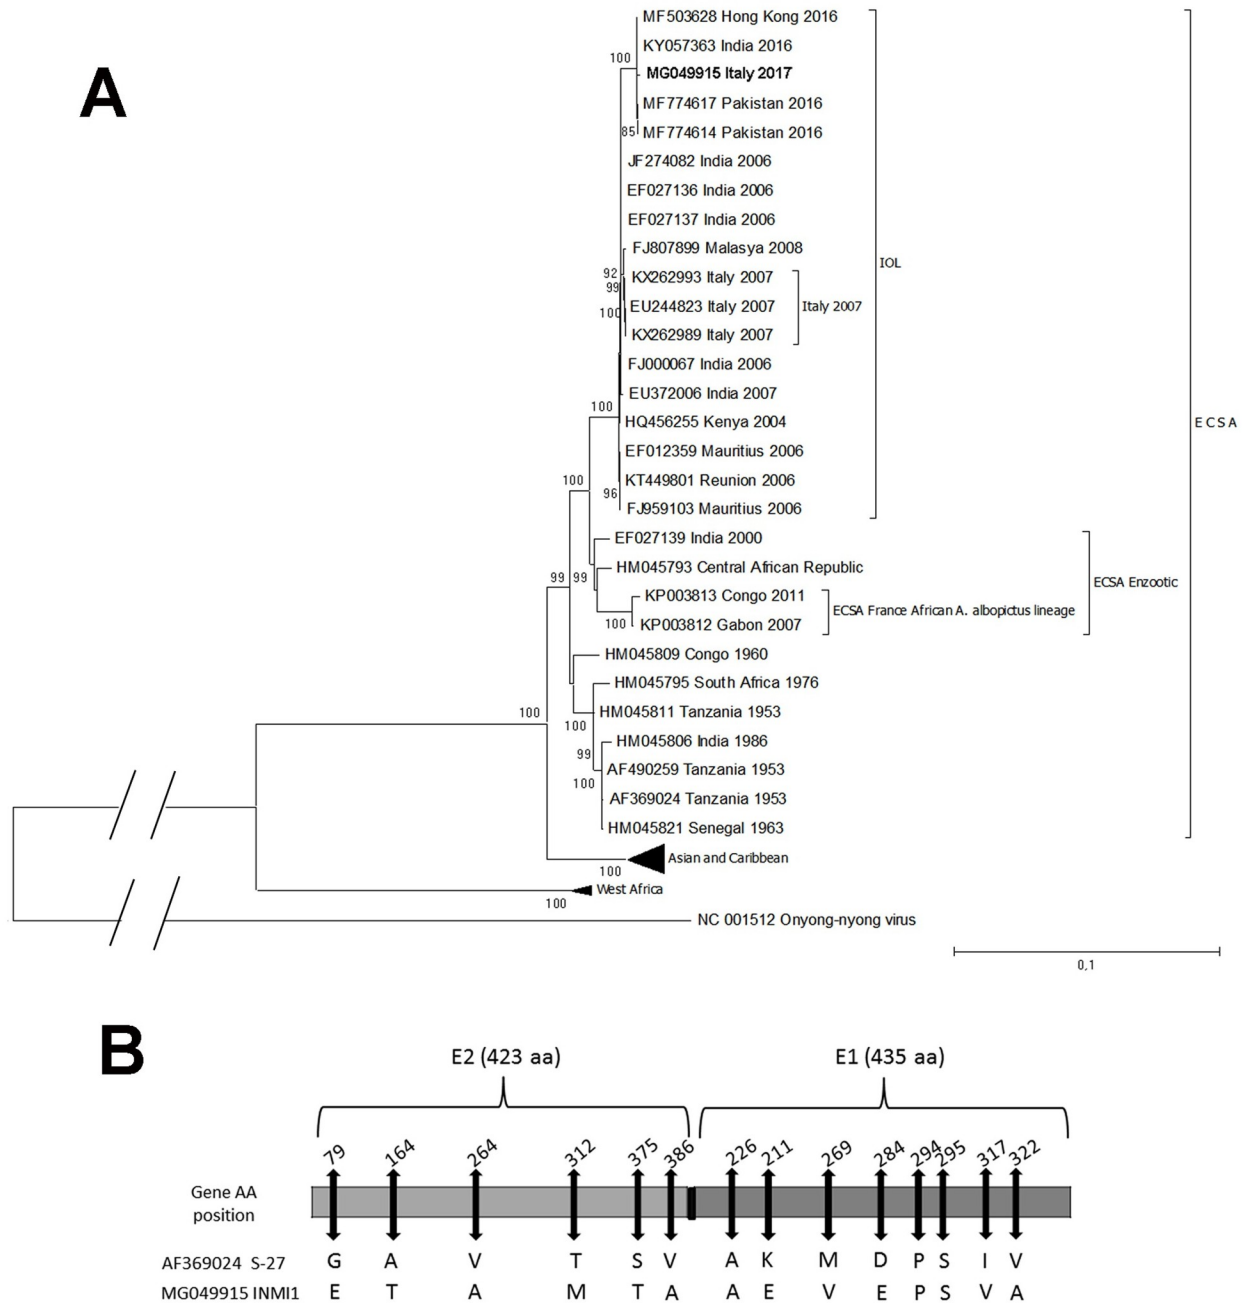 A
MF503628 Hong Kong 2016
KY057363 India 2016
100
MG049915 Italy 2017
MF774617 Pakistan 2016
85
MF774614 Pakistan 2016
JF274082 India 2006
EF027136 India 2006
EF027137 India 2006
FJ807899 Malasya 2008
IOL
92
KX262993 Italy 2007
99
EU244823 Italy 2007
Italy 2007
100
KX262989 Italy 2007
FJ000067 India 2006
EU372006 India 2007
100
HQ456255 Kenya 2004
ECSA
EF012359 Mauritius 2006
100
KT449801 Reunion 2006
96
FJ959103 Mauritius 2006
EF027139 India 2000
99
99
HM045793 Central African Republic
ECSA Enzootic
KP003813 Congo 2011
ECSA France African A. albopictus lineage
100
KP003812 Gabon 2007
HM045809 Congo 1960
HM045795 South Africa 1976
100
HM045811 Tanzania 1953
100
HM045806 India 1986
99
AF490259 Tanzania 1953
100
AF369024 Tanzania 1953
HM045821 Senegal 1963
Asian and Caribbean
100
West Africa
100
NC 001512 Onyong-nyong virus
0,1
B
E2 (423 aa)
E1 (435 aa)
79 164 264 312 375 386 226 211 269 284 294 295 317 322
Gene AA
position
AF369024 S-27 G A V T S V A K M D P S I V
MG049915 INMI1 E T A M T A A E V E P S V A